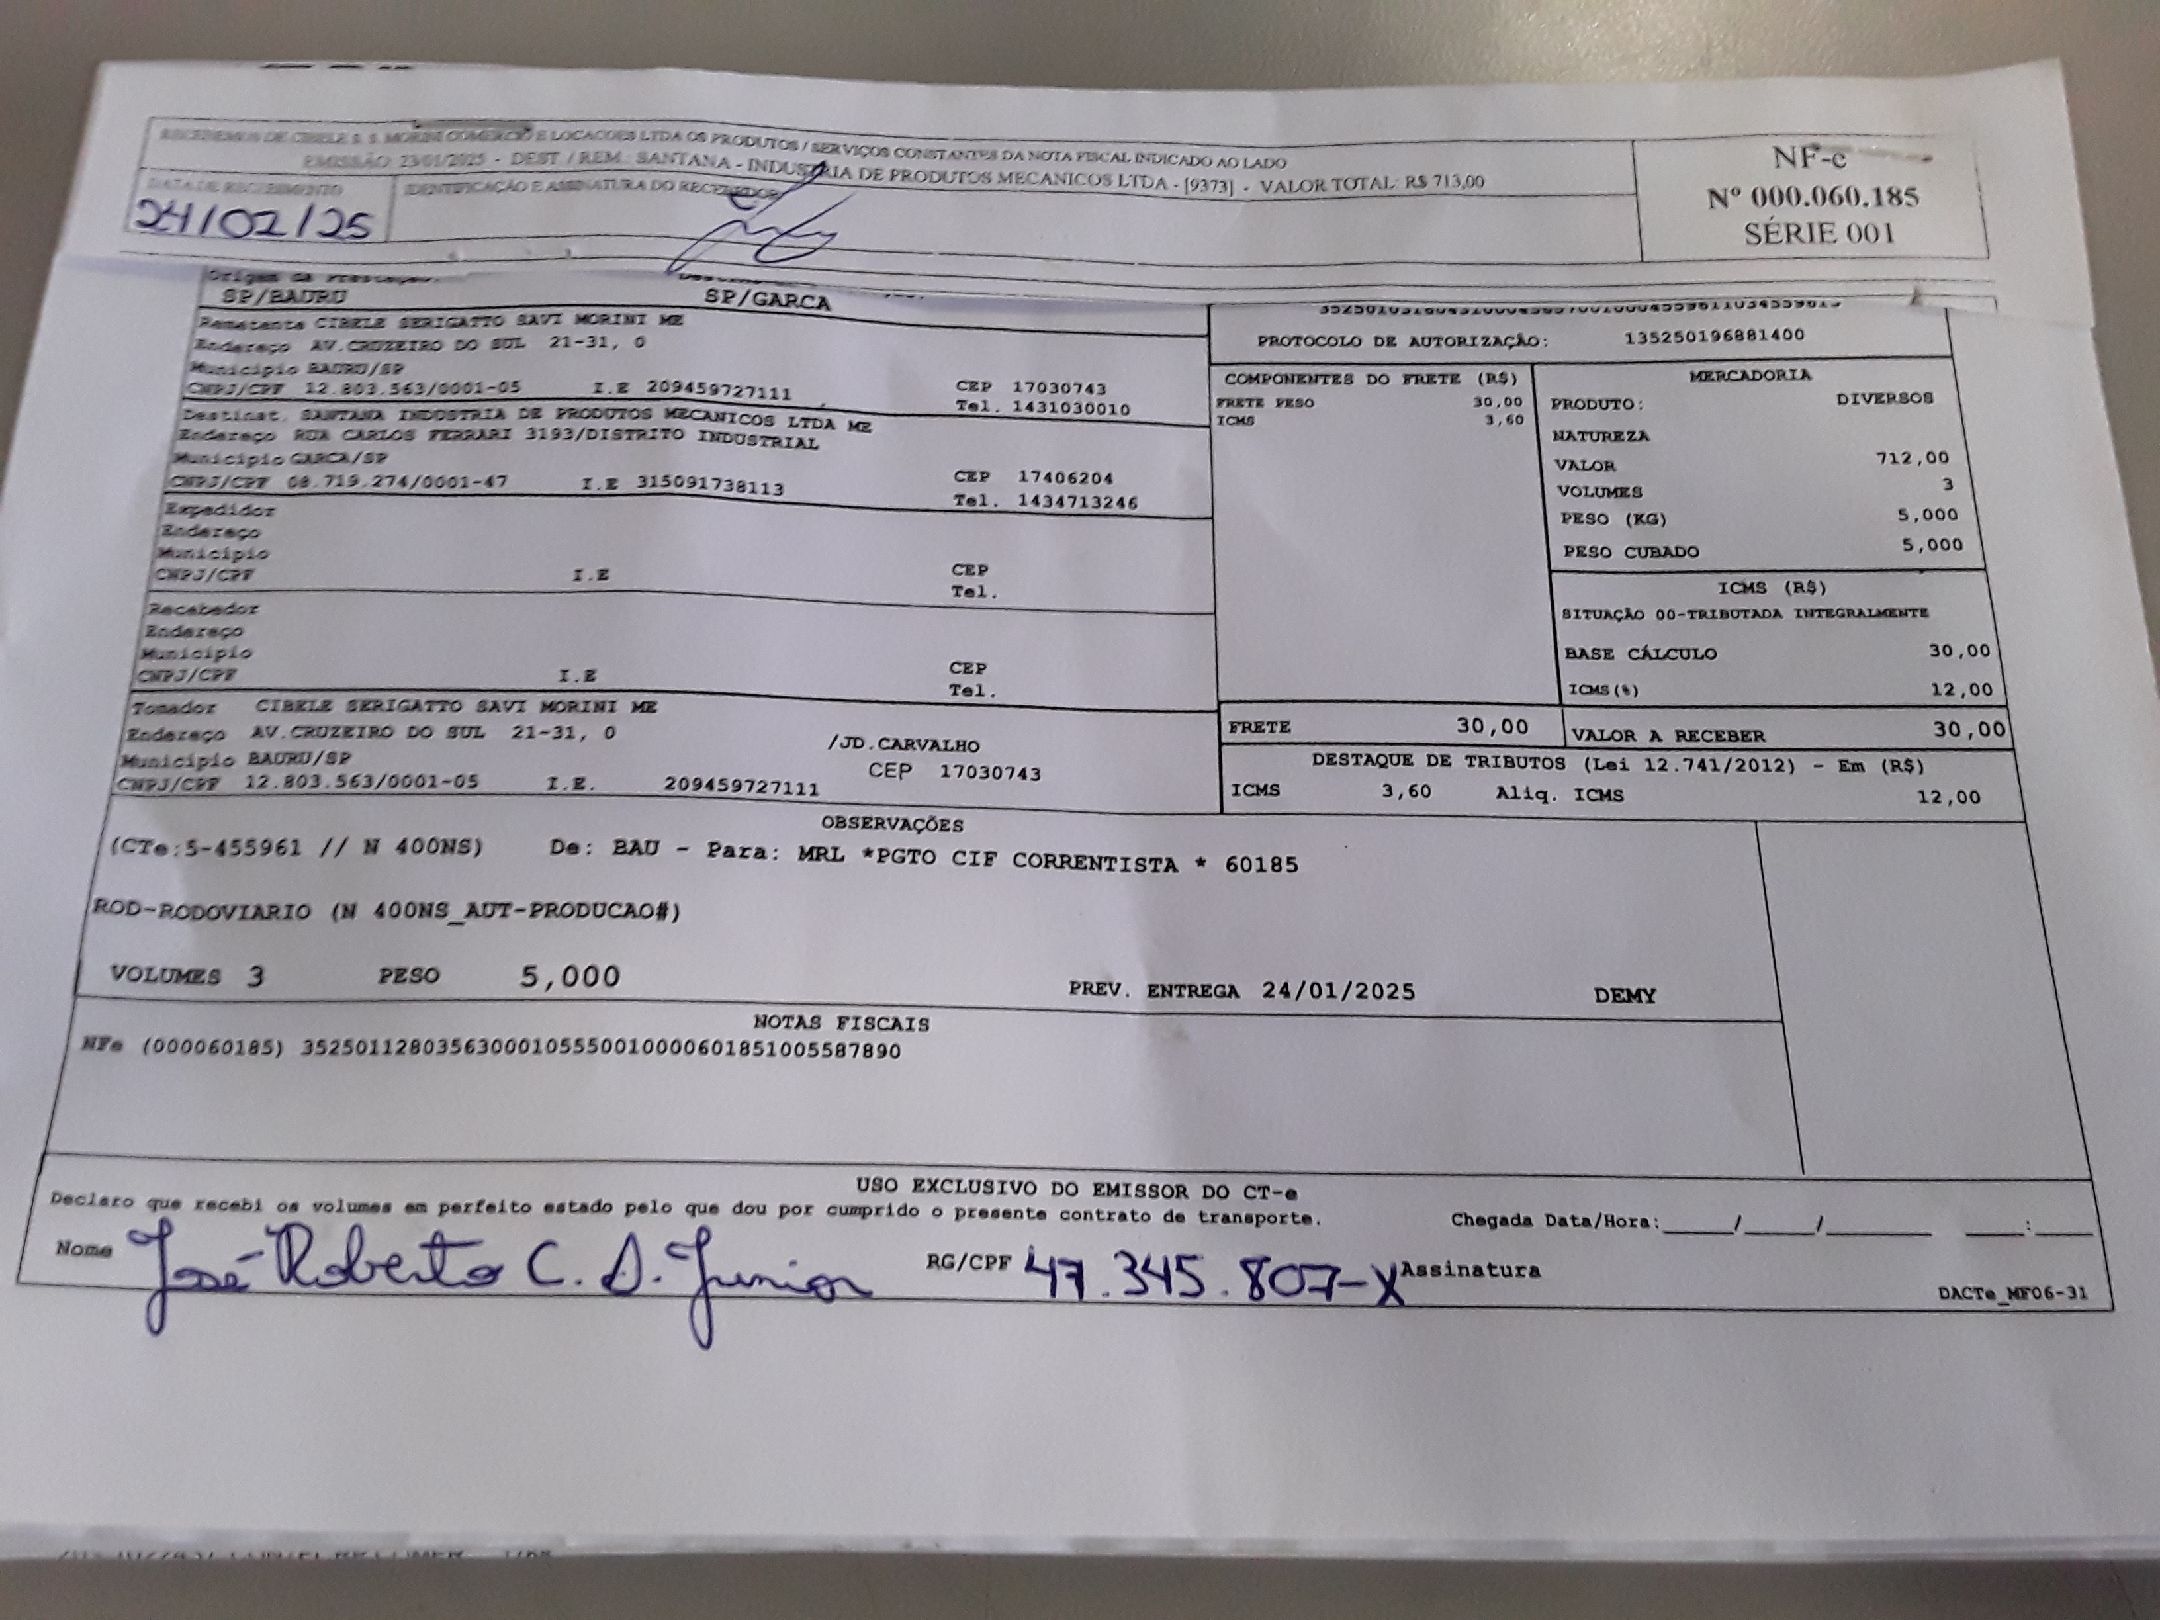 RECEBEMOS DE CIBELE S. S. MORINI COMERCIO E LOCACOES LTDA OS PRODUTOS / SERVIÇOS CONSTANTES DA NOTA FISCAL INDICADO AO LADO
EMISSÃO: 23/01/2025 - DEST. / REM.: SANTANA - INDUSTRIA DE PRODUTOS MECANICOS LTDA - [9373] - VALOR TOTAL: R$ 713,00
DATA DE RECEBIMENTO IDENTIFICAÇÃO E ASSINATURA DO RECEBEDOR
24/02/25
NF-e
Nº 000.060.185
SÉRIE 001
Origem da Prestação:
SP/BAURU SP/GARCA
Remetente CIBELE SERIGATTO SAVI MORINI ME
Endereço AV.CRUZEIRO DO SUL 21-31, 0
Município BAURU/SP
CNPJ/CPF 12.803.563/0001-05 I.E 209459727111 CEP 17030743
Tel. 1431030010
Destinat. SANTANA INDUSTRIA DE PRODUTOS MECANICOS LTDA ME
Endereço RUA CARLOS FERRARI 3193/DISTRITO INDUSTRIAL
Município GARCA/SP
CNPJ/CPF 08.719.274/0001-47 I.E 315091738113 CEP 17406204
Tel. 1434713246
Expedidor
Endereço
Município
CNPJ/CPF I.E CEP
Tel.
Recebedor
Endereço
Município
CNPJ/CPF I.E CEP
Tel.
Tomador CIBELE SERIGATTO SAVI MORINI ME
Endereço AV.CRUZEIRO DO SUL 21-31, 0 /JD.CARVALHO
Município BAURU/SP CEP 17030743
CNPJ/CPF 12.803.563/0001-05 I.E. 209459727111
PROTOCOLO DE AUTORIZAÇÃO: 135250196881400
COMPONENTES DO FRETE (R$)
FRETE PESO 30,00
ICMS 3,60
MERCADORIA
PRODUTO: DIVERSOS
NATUREZA
VALOR 712,00
VOLUMES 3
PESO (KG) 5,000
PESO CUBADO 5,000
ICMS (R$)
SITUAÇÃO 00-TRIBUTADA INTEGRALMENTE
BASE CÁLCULO 30,00
ICMS(%) 12,00
FRETE 30,00 VALOR A RECEBER 30,00
DESTAQUE DE TRIBUTOS (Lei 12.741/2012) - Em (R$)
ICMS 3,60 Aliq. ICMS 12,00
OBSERVAÇÕES
(CTe:5-455961 // N 400NS) De: BAU - Para: MRL *PGTO CIF CORRENTISTA * 60185
ROD-RODOVIARIO (N 400NS_AUT-PRODUCAO#)
VOLUMES 3 PESO 5,000 PREV. ENTREGA 24/01/2025 DEMY
NOTAS FISCAIS
NFe (000060185) 35250112803563000105550010000601851005587890
USO EXCLUSIVO DO EMISSOR DO CT-e
Declaro que recebi os volumes em perfeito estado pelo que dou por cumprido o presente contrato de transporte. Chegada Data/Hora:_____/_____/_______ ____:____
Nome José Roberto C. D. Junior RG/CPF 47.345.807-X Assinatura
DACTe_MF06-31